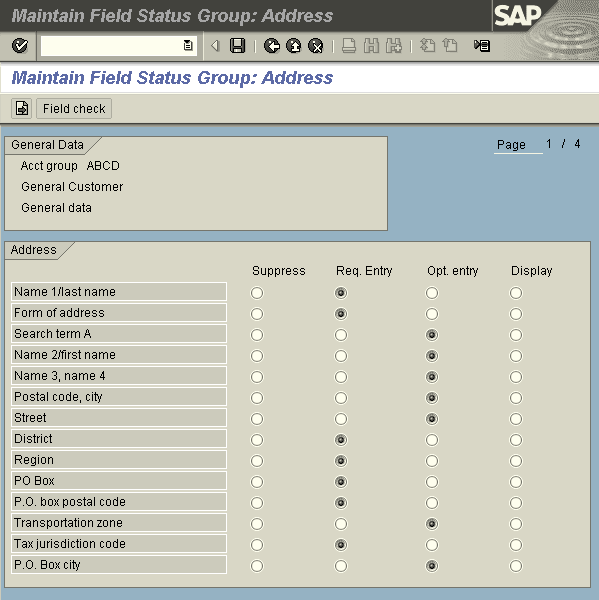 Maintain Field Status Group: Address
SAP
Maintain Field Status Group: Address
Field check
General Data
Page 1 / 4
Acct group ABCD
General Customer
General data
Address
Suppress Req. Entry Opt. entry Display
Name 1/last name
Form of address
Search term A
Name 2/first name
Name 3, name 4
Postal code, city
Street
District
Region
PO Box
P.O. box postal code
Transportation zone
Tax jurisdiction code
P.O. Box city